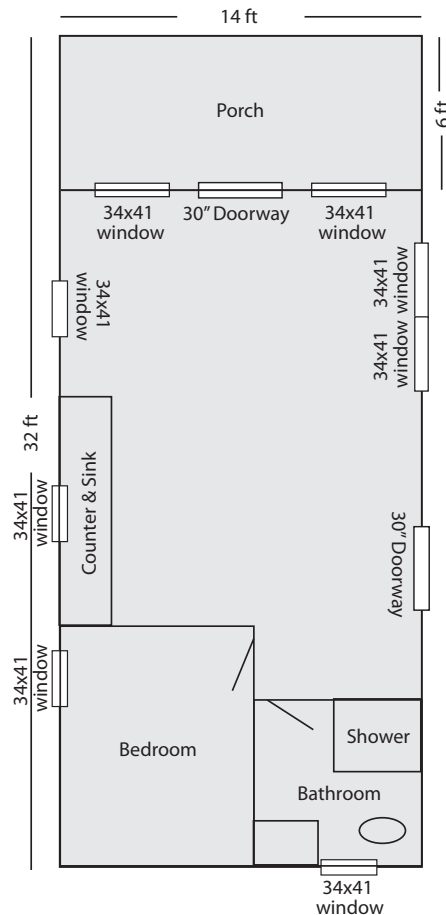 14 ft
Porch
6 ft
34x41
window
30” Doorway
34x41
window
34x41
window
34x41
window
34x41
window
32 ft
Counter & Sink
34x41
window
30” Doorway
34x41
window
Bedroom
Shower
Bathroom
34x41
window